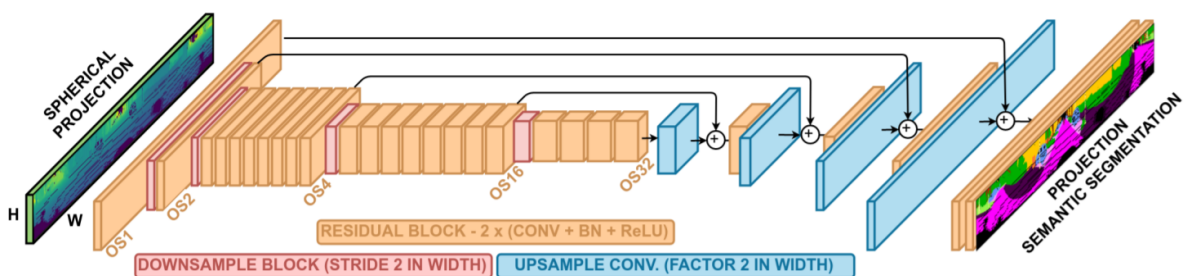 SPHERICAL
PROJECTION
H
W
OS1
OS2
OS4
OS16
OS32
+
+
+
+
PROJECTION
SEMANTIC SEGMENTATION
RESIDUAL BLOCK - 2 x (CONV + BN + ReLU)
DOWNSAMPLE BLOCK (STRIDE 2 IN WIDTH)
UPSAMPLE CONV. (FACTOR 2 IN WIDTH)